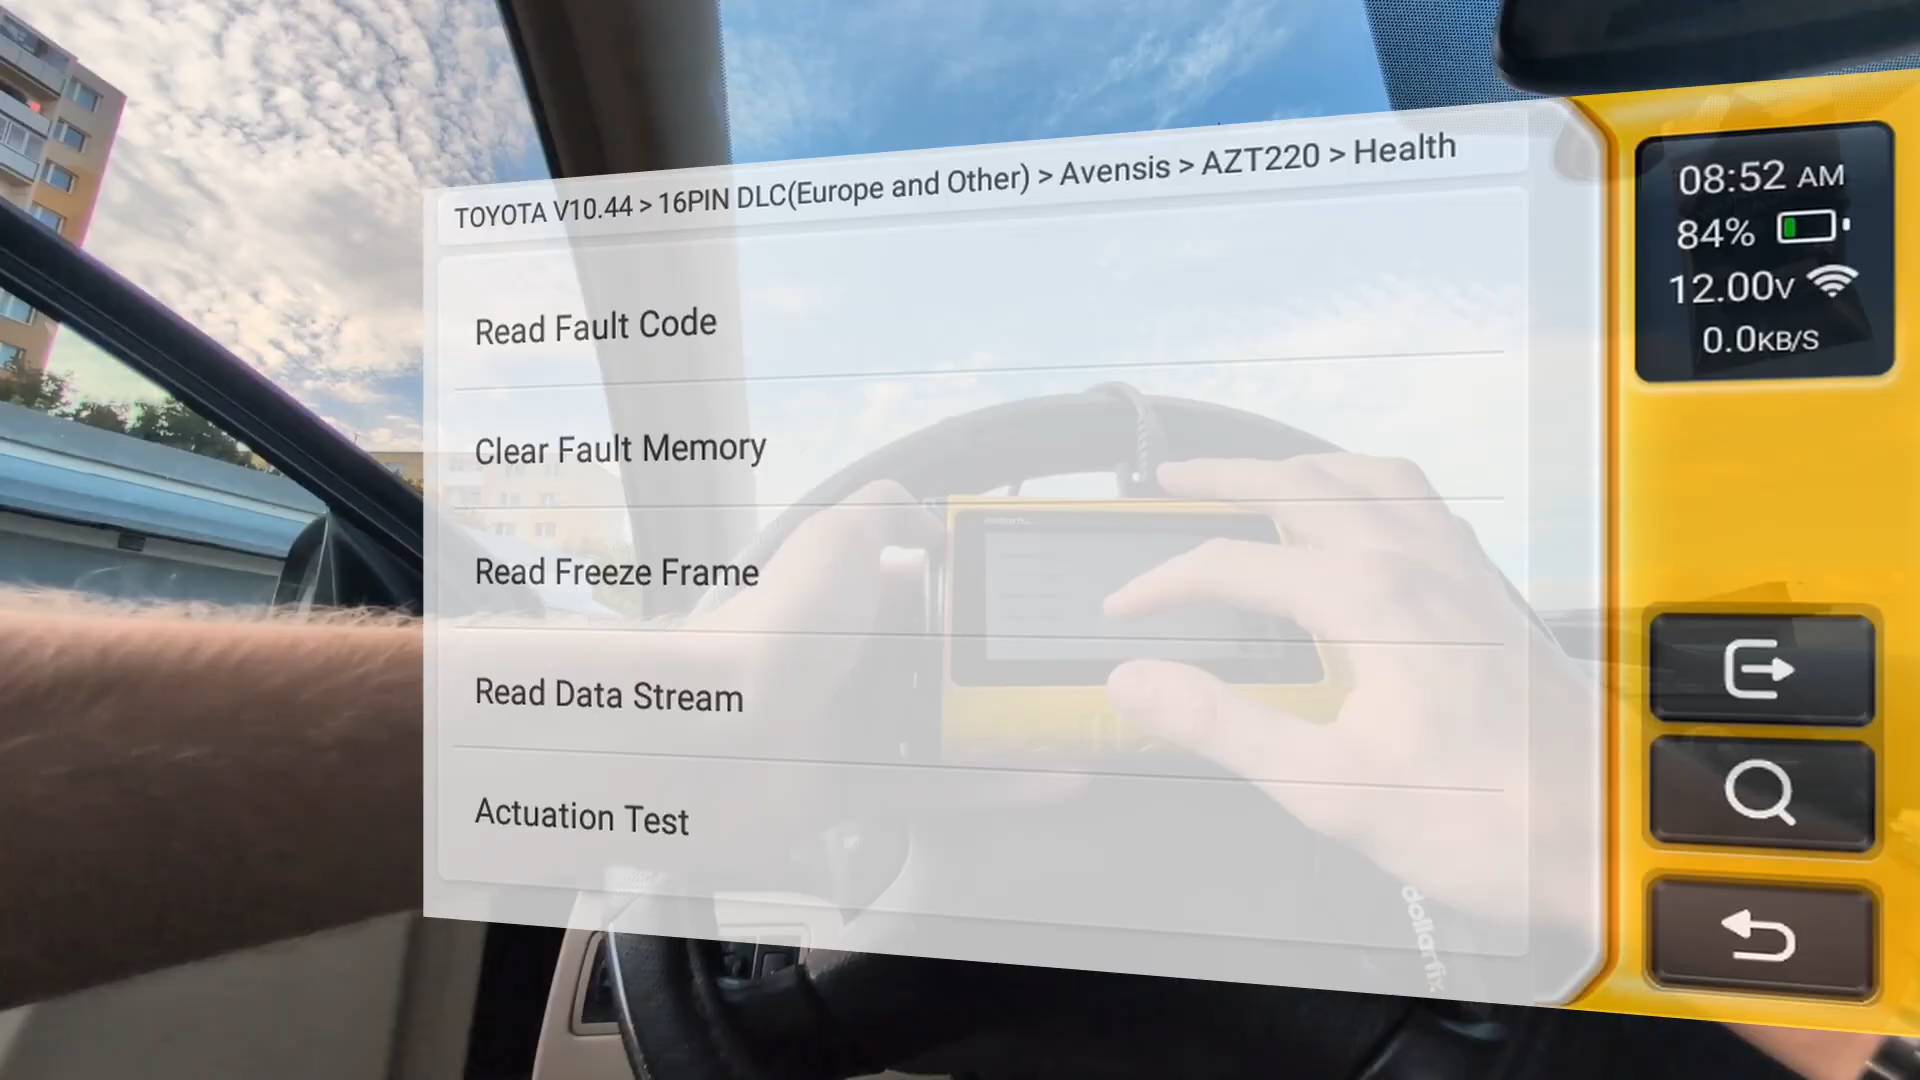 TOYOTA V10.44 > 16PIN DLC(Europe and Other) > Avensis > AZT220 > Health
Read Fault Code
Clear Fault Memory
Read Freeze Frame
Read Data Stream
Actuation Test
08:52 AM
84%
12.00V
0.0KB/S
dollarfix